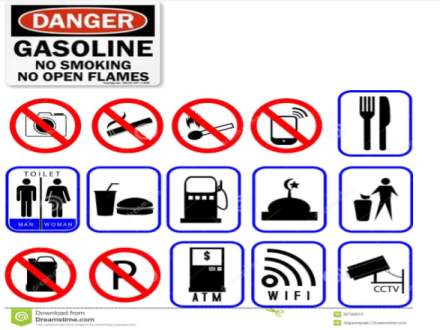 DANGER
GASOLINE
NO SMOKING
NO OPEN FLAMES
TOILET
MAN WOMAN
P
$
ATM
WIFI
CCTV
Download from
Dreamstime.com